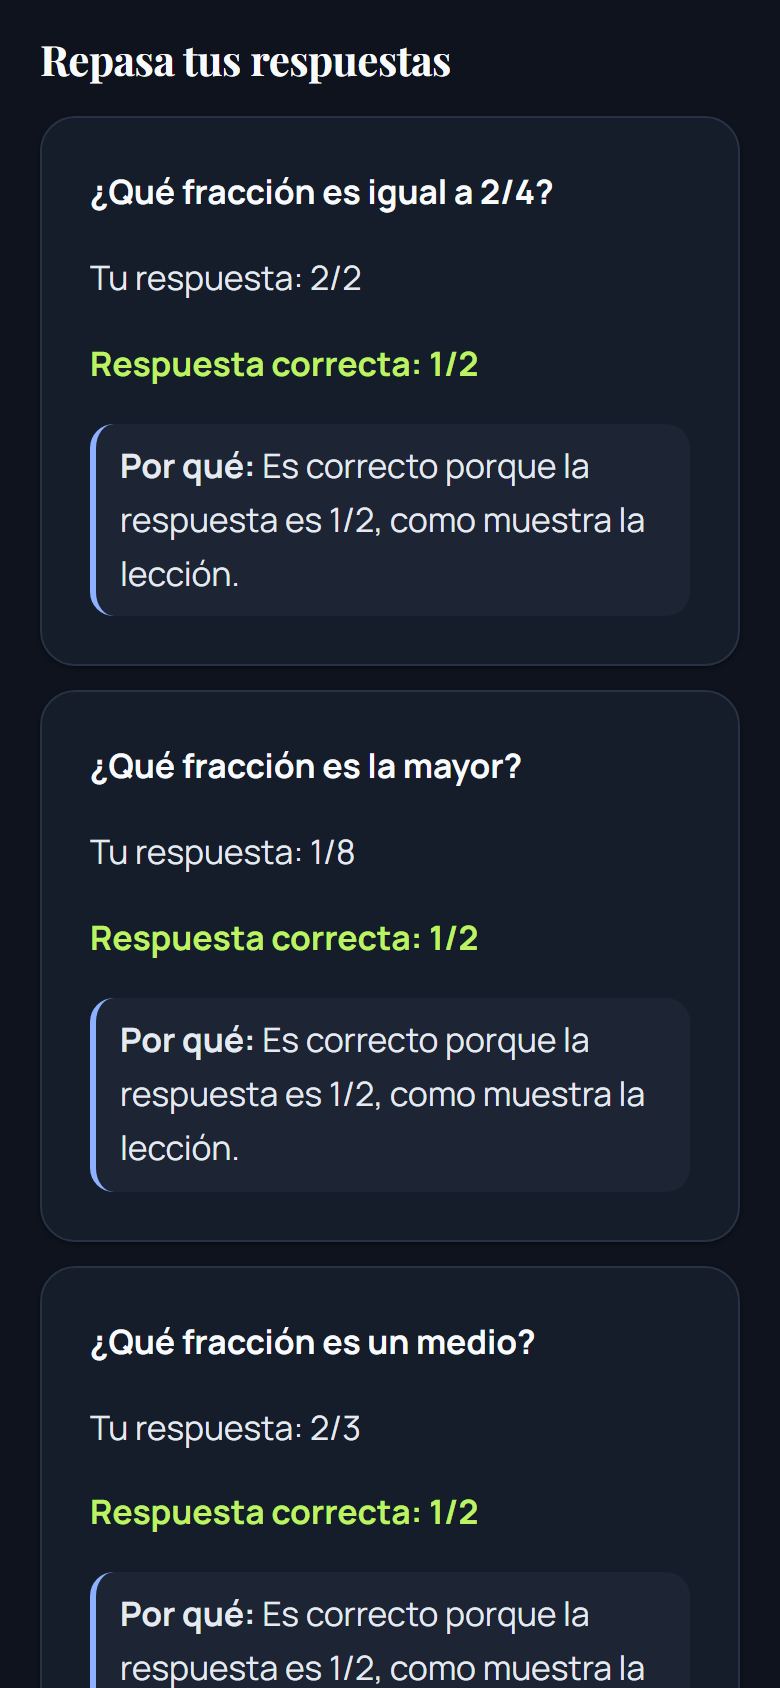 Repasa tus respuestas
¿Qué fracción es igual a 2/4?
Tu respuesta: 2/2
Respuesta correcta: 1/2
Por qué: Es correcto porque la
respuesta es 1/2, como muestra la
lección.
¿Qué fracción es la mayor?
Tu respuesta: 1/8
Respuesta correcta: 1/2
Por qué: Es correcto porque la
respuesta es 1/2, como muestra la
lección.
¿Qué fracción es un medio?
Tu respuesta: 2/3
Respuesta correcta: 1/2
Por qué: Es correcto porque la
respuesta es 1/2, como muestra la